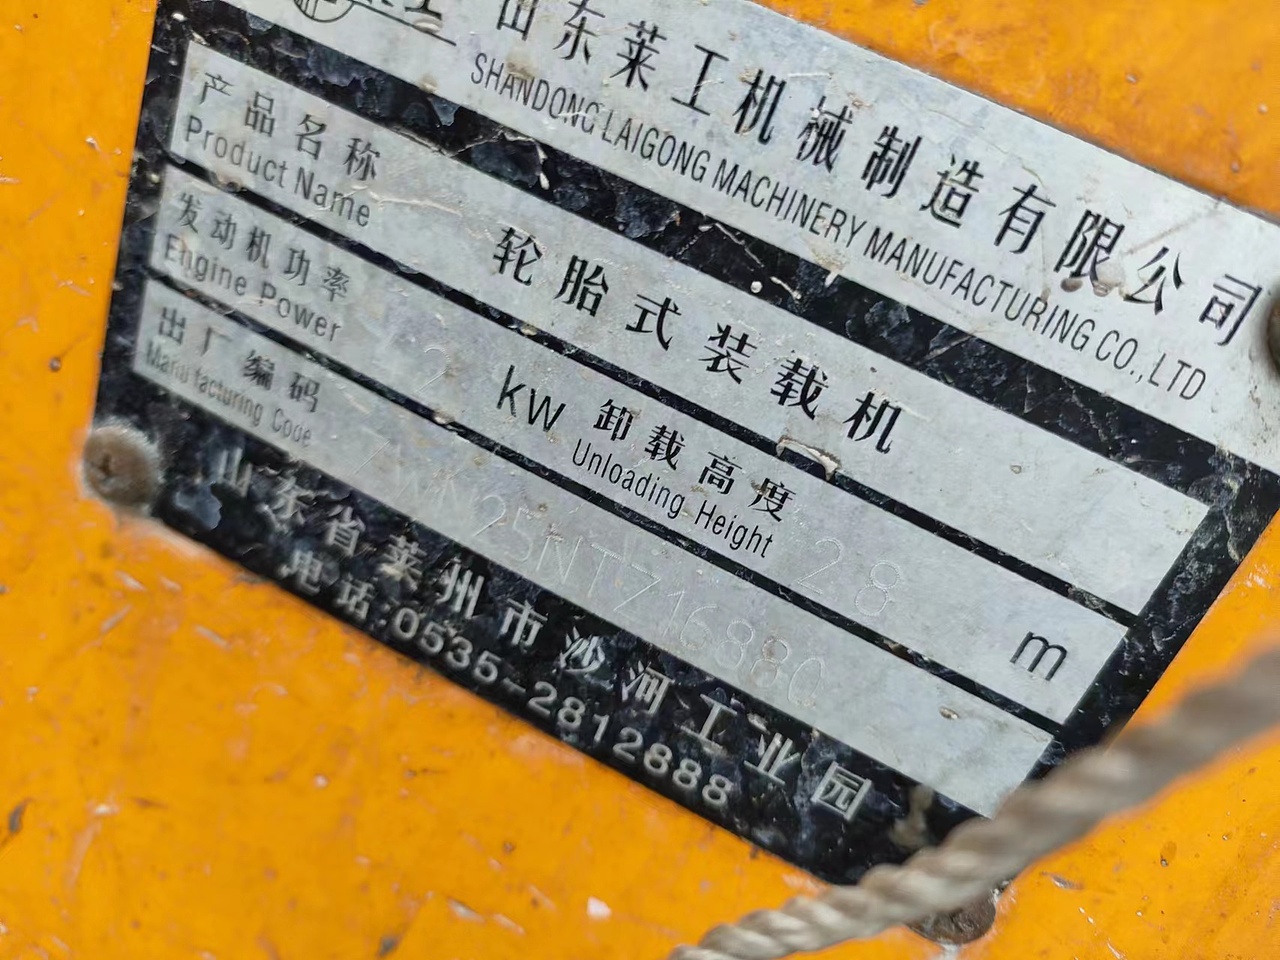 山东莱工机械制造有限公司
SHANDONG LAIGONG MACHINERY MANUFACTURING CO.,LTD
产品名称 轮胎式装载机
Product Name
发动机功率 42 KW 卸载高度 2 8 m
Engine Power Unloading Height
出厂编码
Manufacturing Code
山东省莱州市沙河工业园
电话:0535-2812888